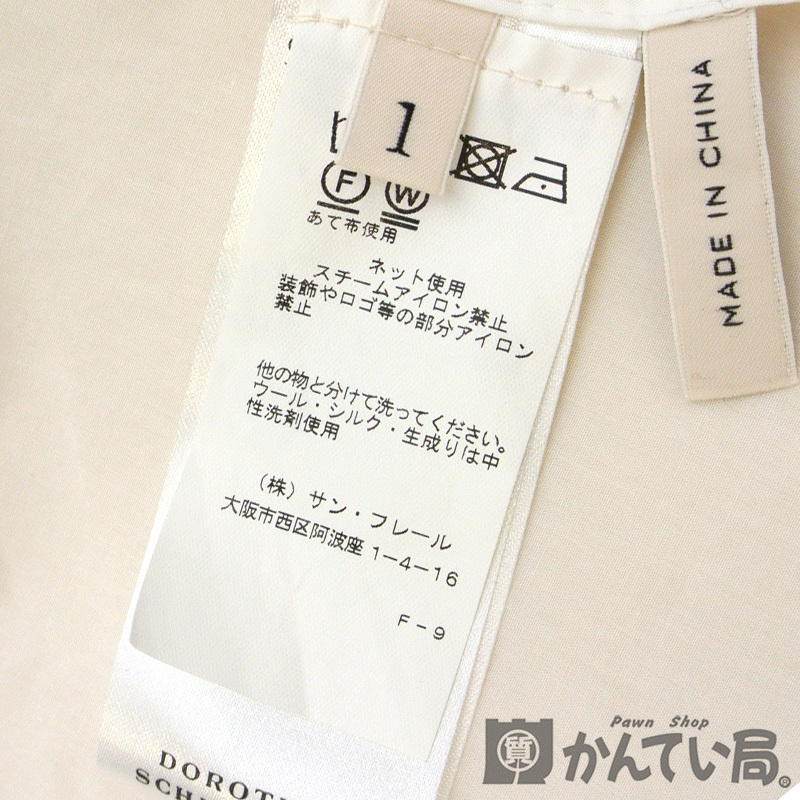 1
F W
あて布使用
ネット使用
スチームアイロン禁止
装飾やロゴ等の部分アイロン
禁止
他の物と分けて洗ってください。
ウール・シルク・生成りは中
性洗剤使用
（株）サン・フレール
大阪市西区阿波座 1-4-16
F-9
MADE IN CHINA
Pawn Shop
質 かんてい局®